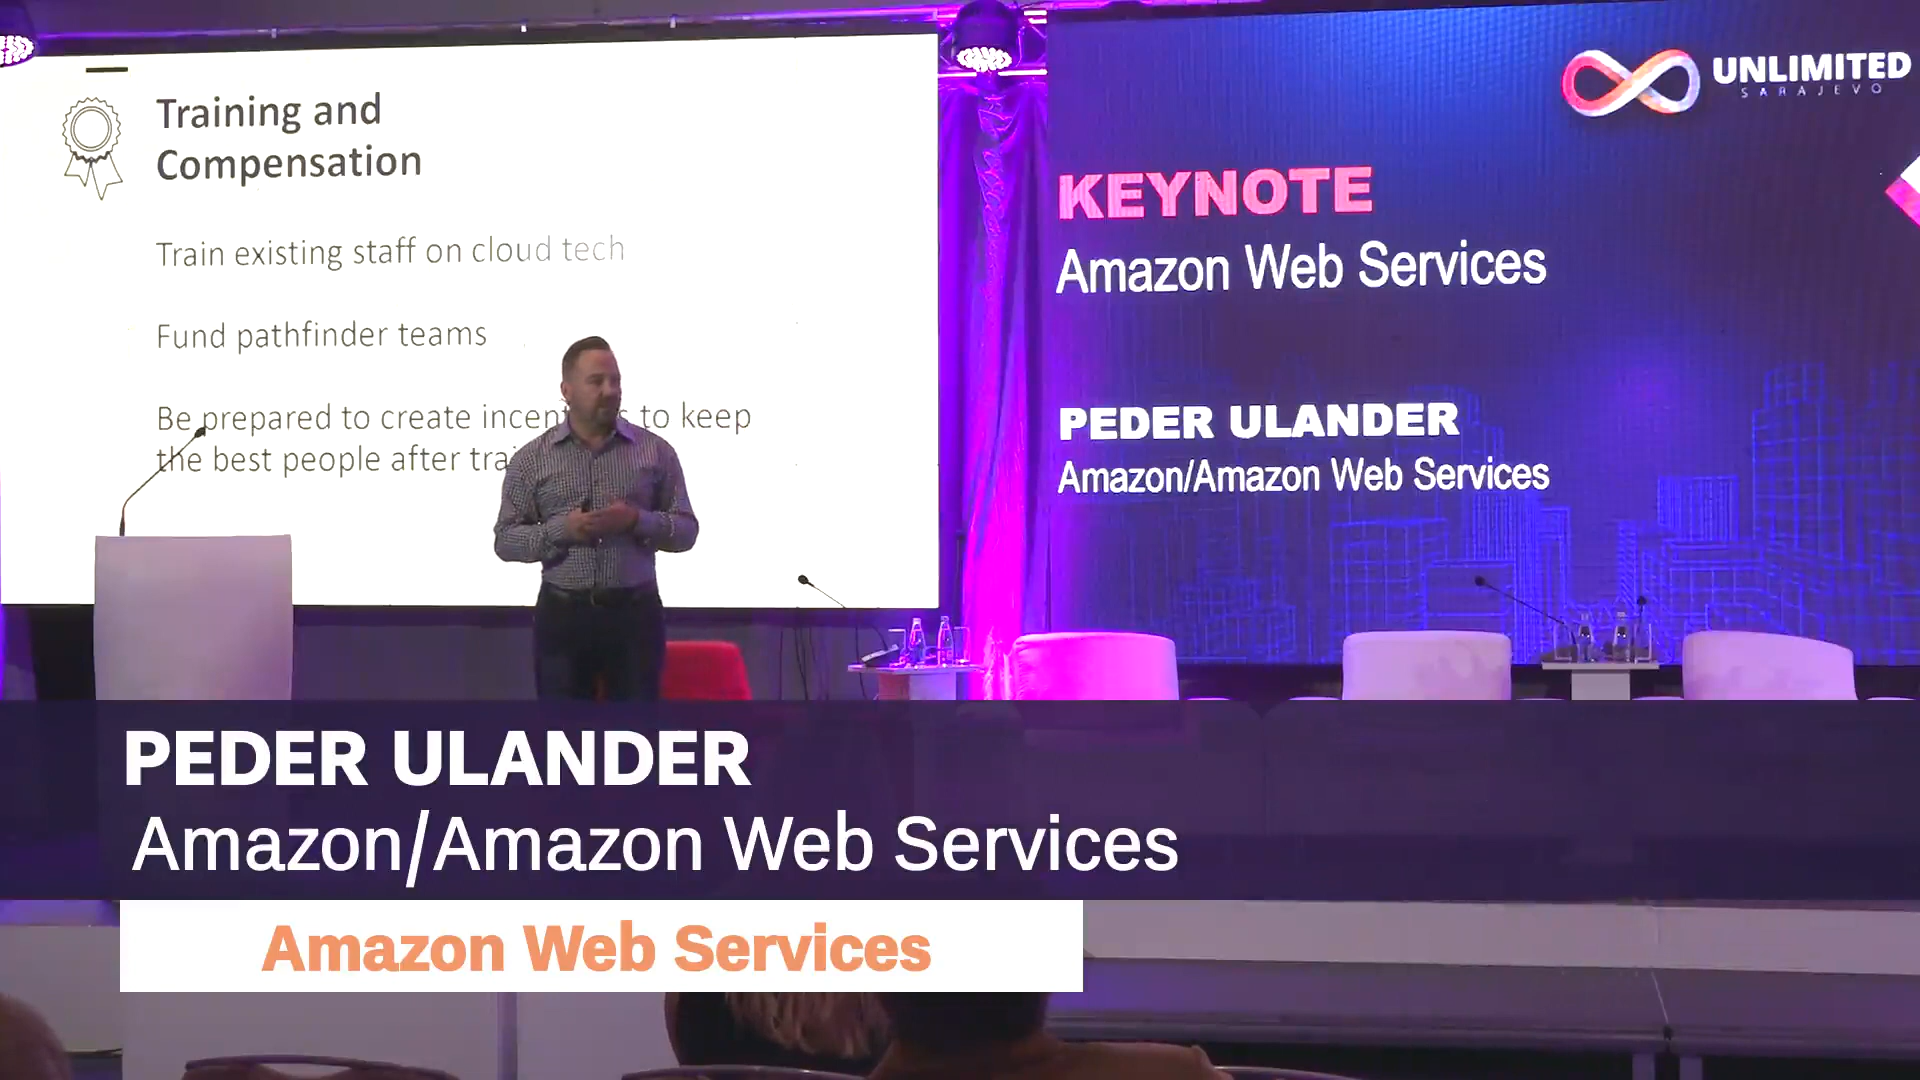 Training and
Compensation
Train existing staff on cloud tech
Fund pathfinder teams
Be prepared to create to keep
the best people after
UNLIMITED
SARAJEVO
KEYNOTE
Amazon Web Services
PEDER ULANDER
Amazon/Amazon Web Services
PEDER ULANDER
Amazon/Amazon Web Services
Amazon Web Services